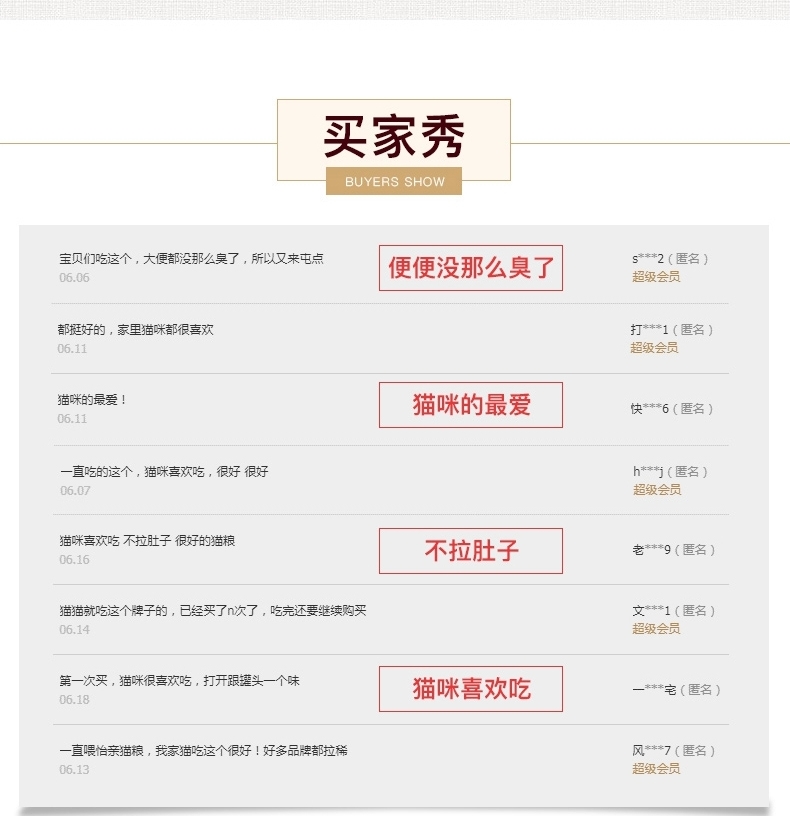 买家秀
BUYERS SHOW
宝贝们吃这个，大便都没那么臭了，所以又来屯点
06.06
便便没那么臭了
s***2（匿名）
超级会员
都挺好的，家里猫咪都很喜欢
06.11
打***1（匿名）
超级会员
猫咪的最爱！
06.11
猫咪的最爱
快***6（匿名）
一直吃的这个，猫咪喜欢吃，很好 很好
06.07
h***j（匿名）
超级会员
猫咪喜欢吃 不拉肚子 很好的猫粮
06.16
不拉肚子
老***9（匿名）
猫猫就吃这个牌子的，已经买了n次了，吃完还要继续购买
06.14
文***1（匿名）
超级会员
第一次买，猫咪很喜欢吃，打开跟罐头一个味
06.18
猫咪喜欢吃
一***宅（匿名）
一直喂怡亲猫粮，我家猫吃这个很好！好多品牌都拉稀
06.13
风***7（匿名）
超级会员